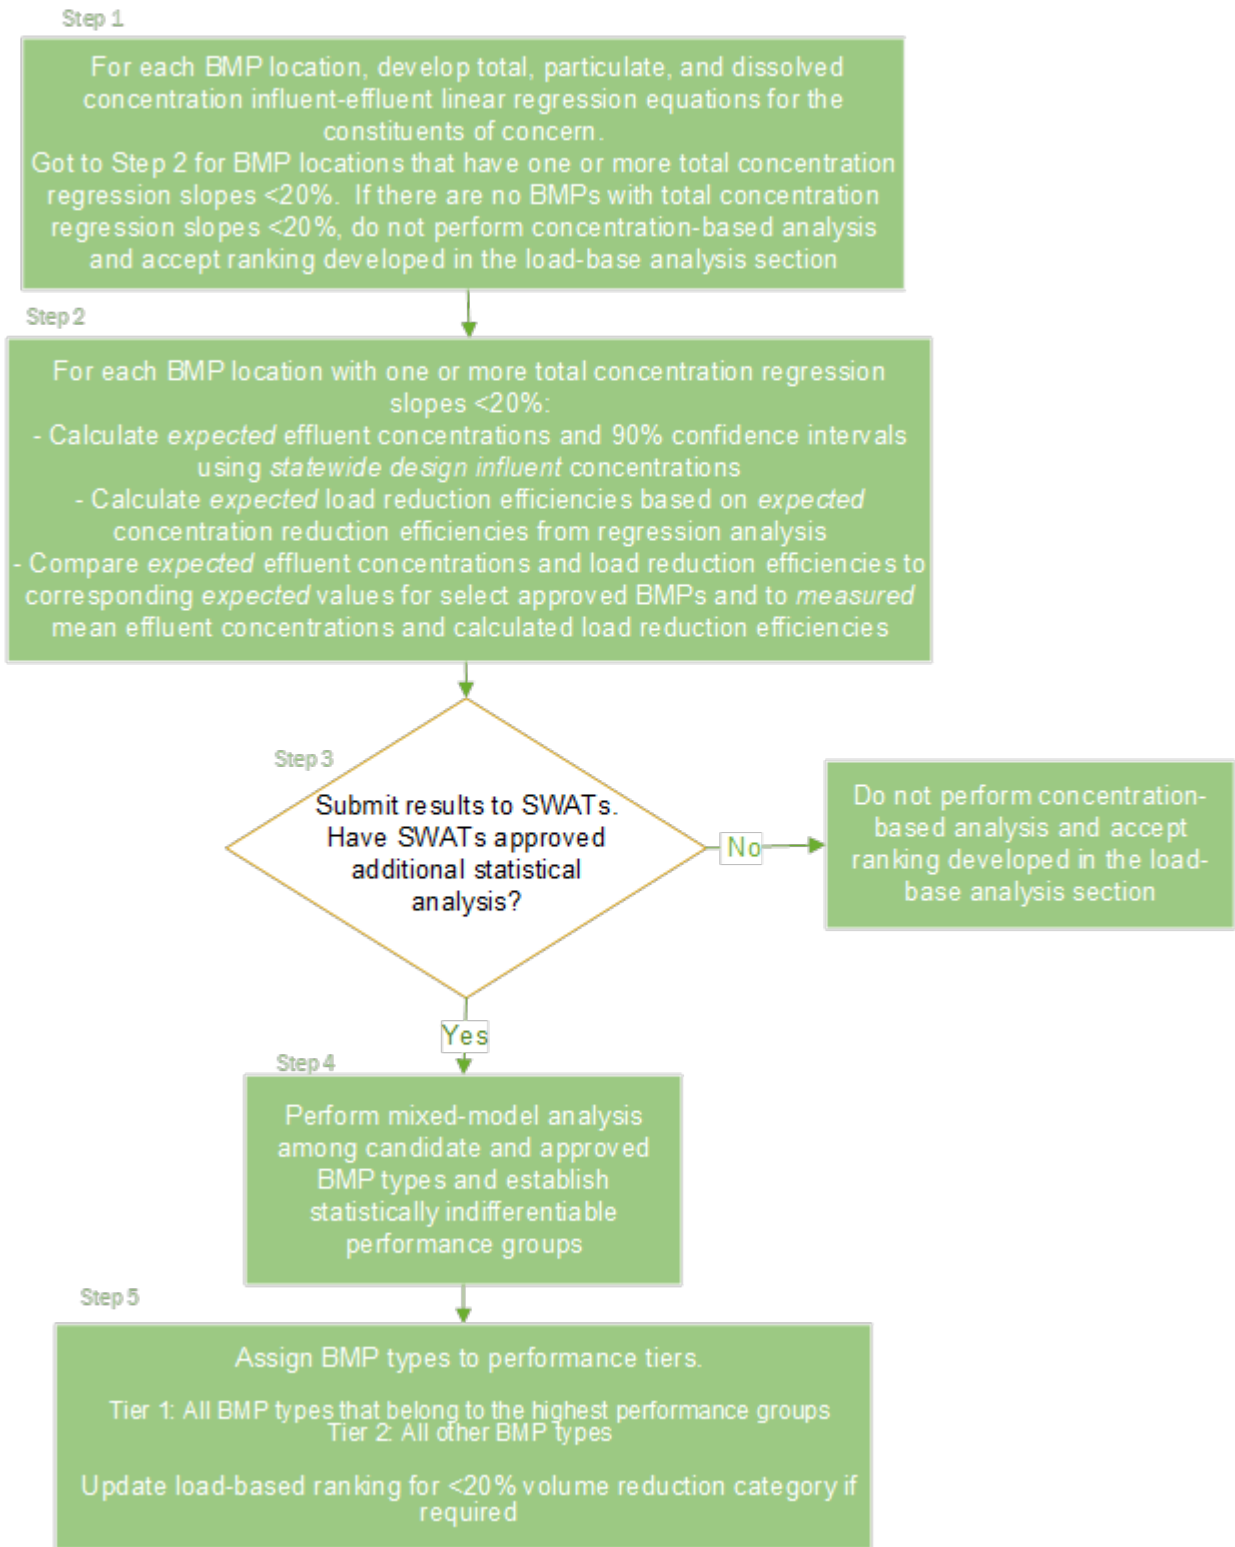 Step 1
For each BMP location, develop total, particulate, and dissolved
concentration influent-effluent linear regression equations for the
constituents of concern.
Got to Step 2 for BMP locations that have one or more total concentration
regression slopes <20%. If there are no BMPs with total concentration
regression slopes <20%, do not perform concentration-based analysis
and accept ranking developed in the load-base analysis section
Step 2
For each BMP location with one or more total concentration regression
slopes <20%:
- Calculate expected effluent concentrations and 90% confidence intervals
using statewide design influent concentrations
- Calculate expected load reduction efficiencies based on expected
concentration reduction efficiencies from regression analysis
- Compare expected effluent concentrations and load reduction efficiencies to
corresponding expected values for select approved BMPs and to measured
mean effluent concentrations and calculated load reduction efficiencies
Step 3
Submit results to SWATs.
Have SWATs approved
additional statistical
analysis?
No
Do not perform concentration-
based analysis and accept
ranking developed in the load-
base analysis section
Yes
Step 4
Perform mixed-model analysis
among candidate and approved
BMP types and establish
statistically indifferentiable
performance groups
Step 5
Assign BMP types to performance tiers.
Tier 1: All BMP types that belong to the highest performance groups
Tier 2: All other BMP types
Update load-based ranking for <20% volume reduction category if
required